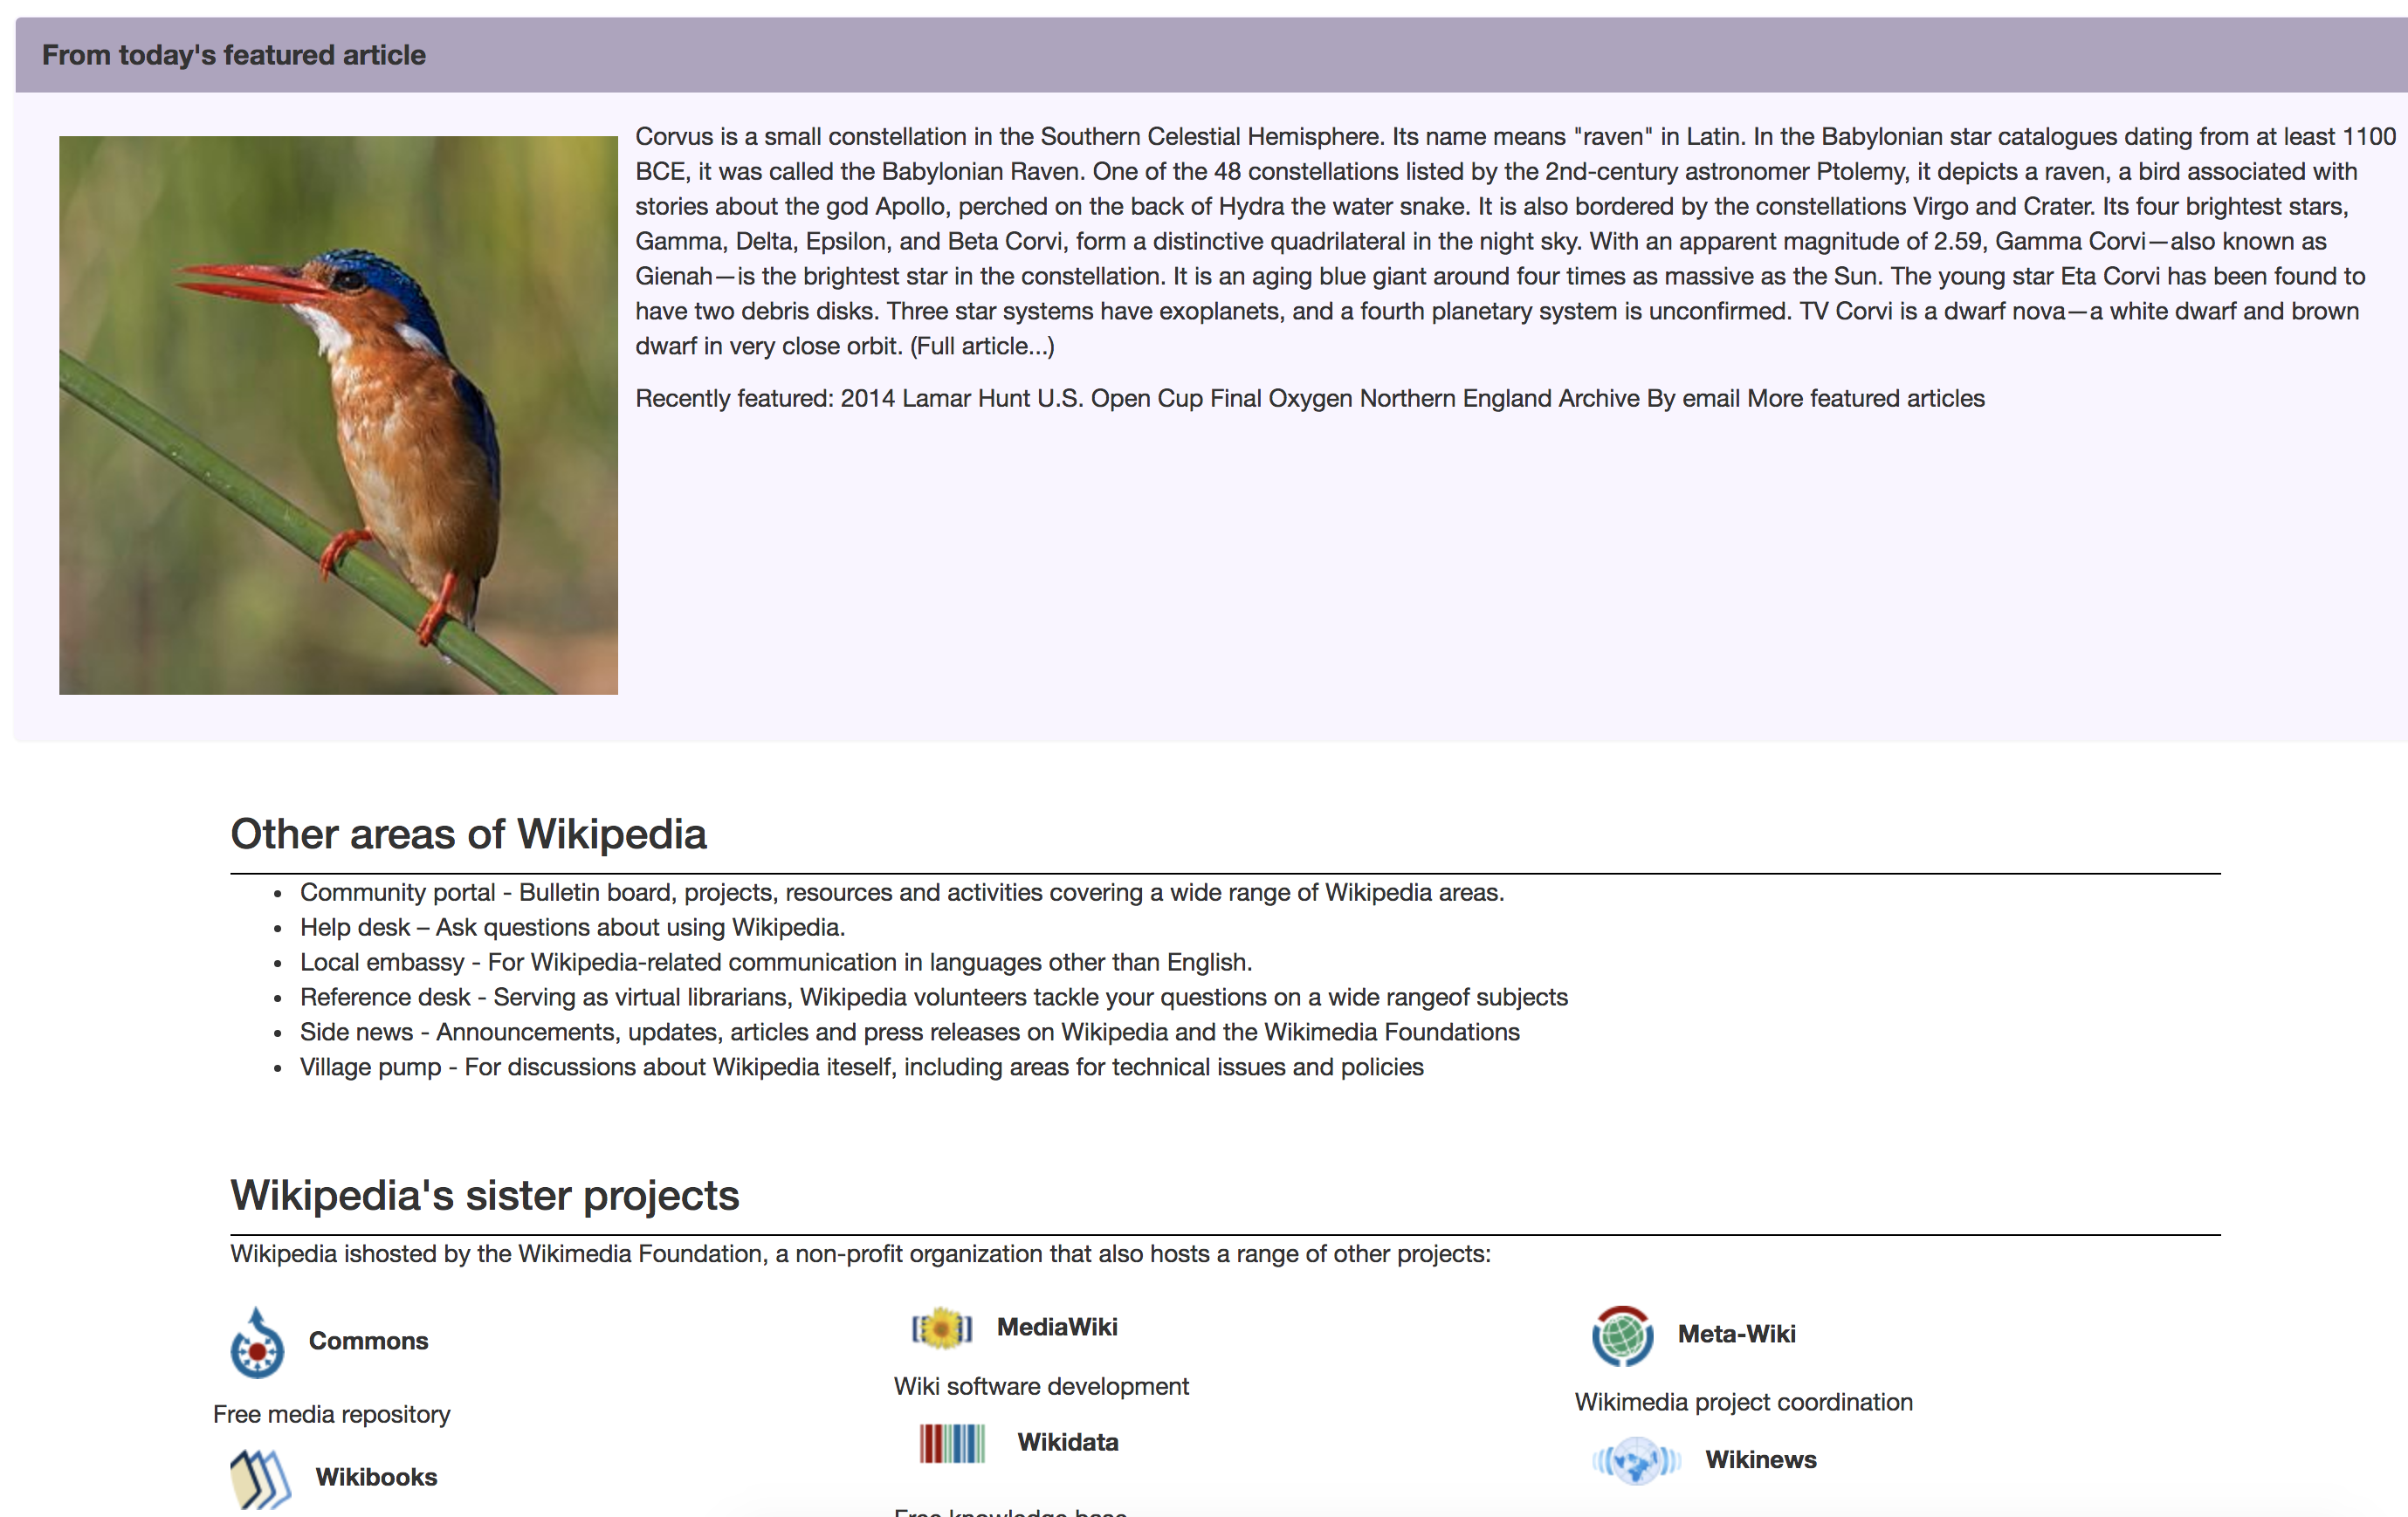 From today's featured article
Corvus is a small constellation in the Southern Celestial Hemisphere. Its name means "raven" in Latin. In the Babylonian star catalogues dating from at least 1100
BCE, it was called the Babylonian Raven. One of the 48 constellations listed by the 2nd-century astronomer Ptolemy, it depicts a raven, a bird associated with
stories about the god Apollo, perched on the back of Hydra the water snake. It is also bordered by the constellations Virgo and Crater. Its four brightest stars,
Gamma, Delta, Epsilon, and Beta Corvi, form a distinctive quadrilateral in the night sky. With an apparent magnitude of 2.59, Gamma Corvi—also known as
Gienah—is the brightest star in the constellation. It is an aging blue giant around four times as massive as the Sun. The young star Eta Corvi has been found to
have two debris disks. Three star systems have exoplanets, and a fourth planetary system is unconfirmed. TV Corvi is a dwarf nova—a white dwarf and brown
dwarf in very close orbit. (Full article...)
Recently featured: 2014 Lamar Hunt U.S. Open Cup Final Oxygen Northern England Archive By email More featured articles
Other areas of Wikipedia
• Community portal - Bulletin board, projects, resources and activities covering a wide range of Wikipedia areas.
• Help desk – Ask questions about using Wikipedia.
• Local embassy - For Wikipedia-related communication in languages other than English.
• Reference desk - Serving as virtual librarians, Wikipedia volunteers tackle your questions on a wide rangeof subjects
• Side news - Announcements, updates, articles and press releases on Wikipedia and the Wikimedia Foundations
• Village pump - For discussions about Wikipedia iteself, including areas for technical issues and policies
Wikipedia's sister projects
Wikipedia ishosted by the Wikimedia Foundation, a non-profit organization that also hosts a range of other projects:
Commons
Free media repository
Wikibooks
MediaWiki
Wiki software development
Wikidata
Free knowledge base
Meta-Wiki
Wikimedia project coordination
Wikinews